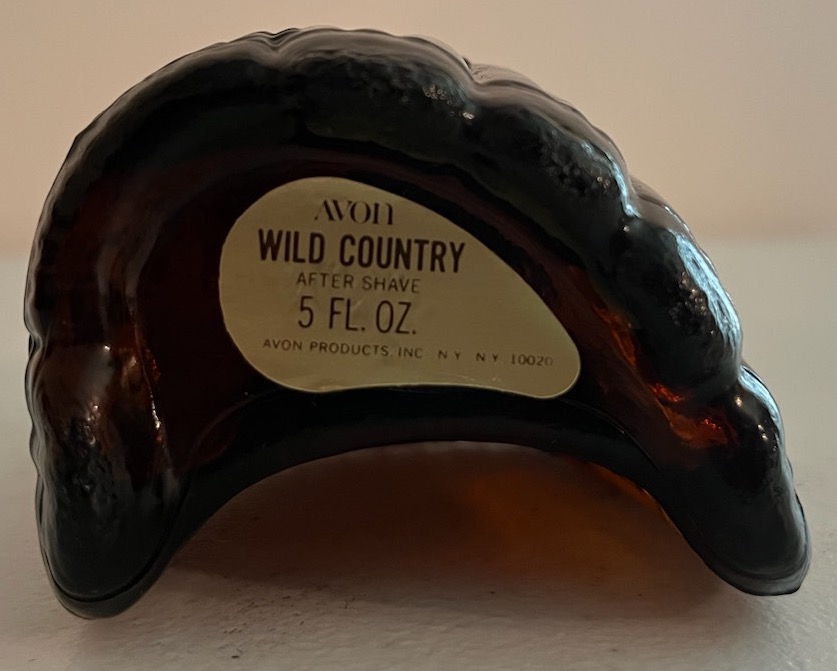 AVON
WILD COUNTRY
AFTER SHAVE
5 FL. OZ.
AVON PRODUCTS, INC N Y N Y 10020